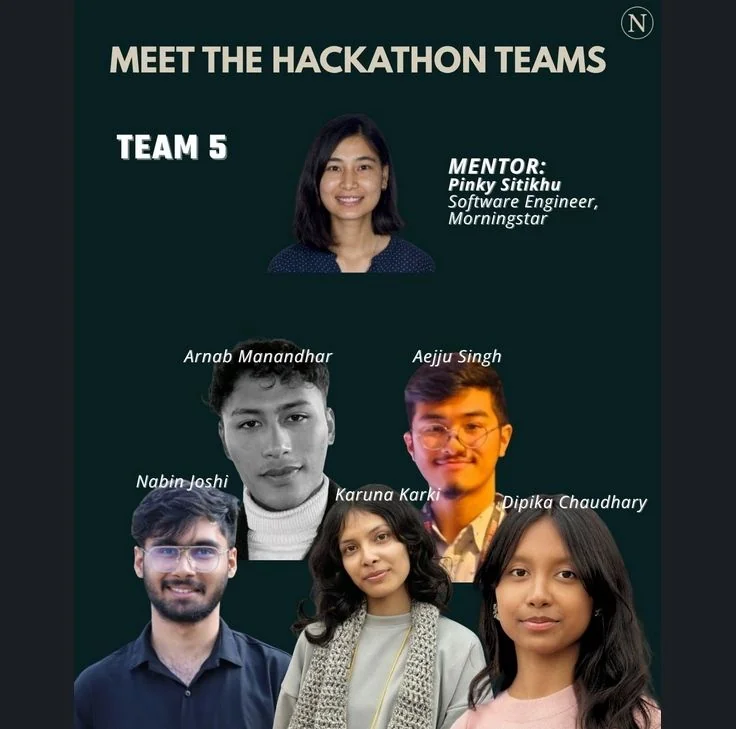 N
MEET THE HACKATHON TEAMS
TEAM 5
MENTOR:
Pinky Sitikhu
Software Engineer,
Morningstar
Arnab Manandhar
Aejju Singh
Nabin Joshi
Karuna Karki
Dipika Chaudhary